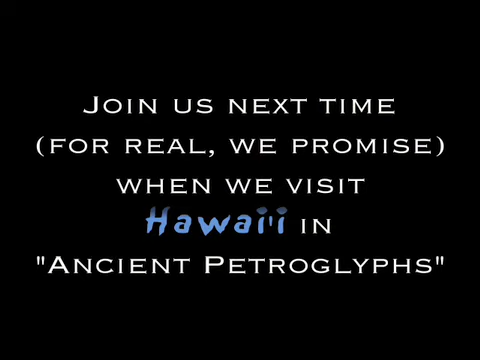 Join us next time
(for real, we promise)
when we visit
Hawai'i in
"Ancient Petroglyphs"